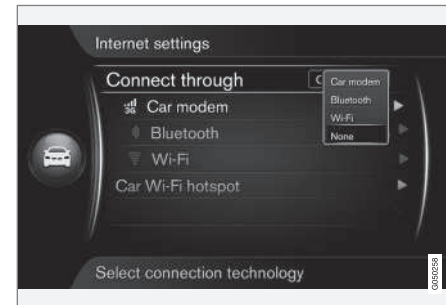 Internet settings
Connect through
Car modem
Bluetooth
Wi-Fi
None
3G Car modem
Bluetooth
Wi-Fi
Car Wi-Fi hotspot
Select connection technology
G050258